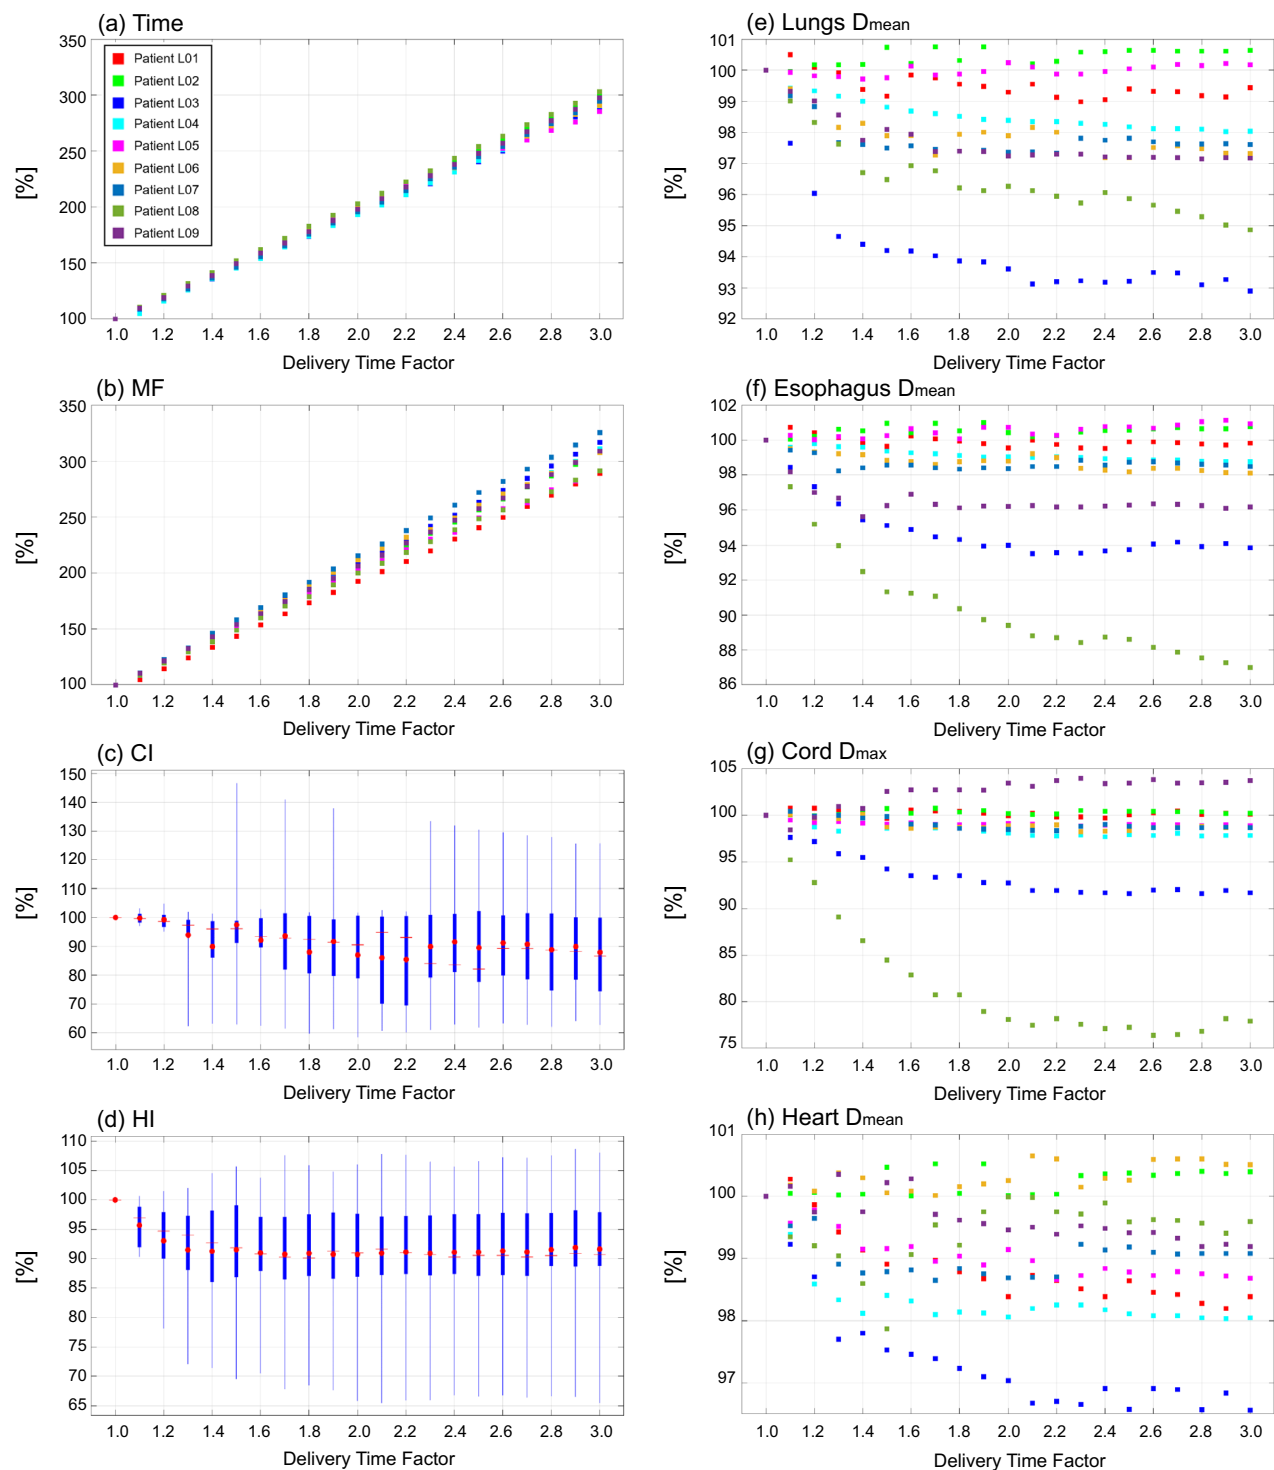 (a) Time
350
300
250
200
150
100
[%]
Patient L01
Patient L02
Patient L03
Patient L04
Patient L05
Patient L06
Patient L07
Patient L08
Patient L09
1.0 1.2 1.4 1.6 1.8 2.0 2.2 2.4 2.6 2.8 3.0
Delivery Time Factor
(b) MF
350
300
250
200
150
100
[%]
1.0 1.2 1.4 1.6 1.8 2.0 2.2 2.4 2.6 2.8 3.0
Delivery Time Factor
(c) CI
150
140
130
120
110
100
90
80
70
60
[%]
1.0 1.2 1.4 1.6 1.8 2.0 2.2 2.4 2.6 2.8 3.0
Delivery Time Factor
(d) HI
110
105
100
95
90
85
80
75
70
65
[%]
1.0 1.2 1.4 1.6 1.8 2.0 2.2 2.4 2.6 2.8 3.0
Delivery Time Factor
(e) Lungs Dmean
101
100
99
98
97
96
95
94
93
92
[%]
1.0 1.2 1.4 1.6 1.8 2.0 2.2 2.4 2.6 2.8 3.0
Delivery Time Factor
(f) Esophagus Dmean
102
100
98
96
94
92
90
88
86
[%]
1.0 1.2 1.4 1.6 1.8 2.0 2.2 2.4 2.6 2.8 3.0
Delivery Time Factor
(g) Cord Dmax
105
100
95
90
85
80
75
[%]
1.0 1.2 1.4 1.6 1.8 2.0 2.2 2.4 2.6 2.8 3.0
Delivery Time Factor
(h) Heart Dmean
101
100
99
98
97
[%]
1.0 1.2 1.4 1.6 1.8 2.0 2.2 2.4 2.6 2.8 3.0
Delivery Time Factor